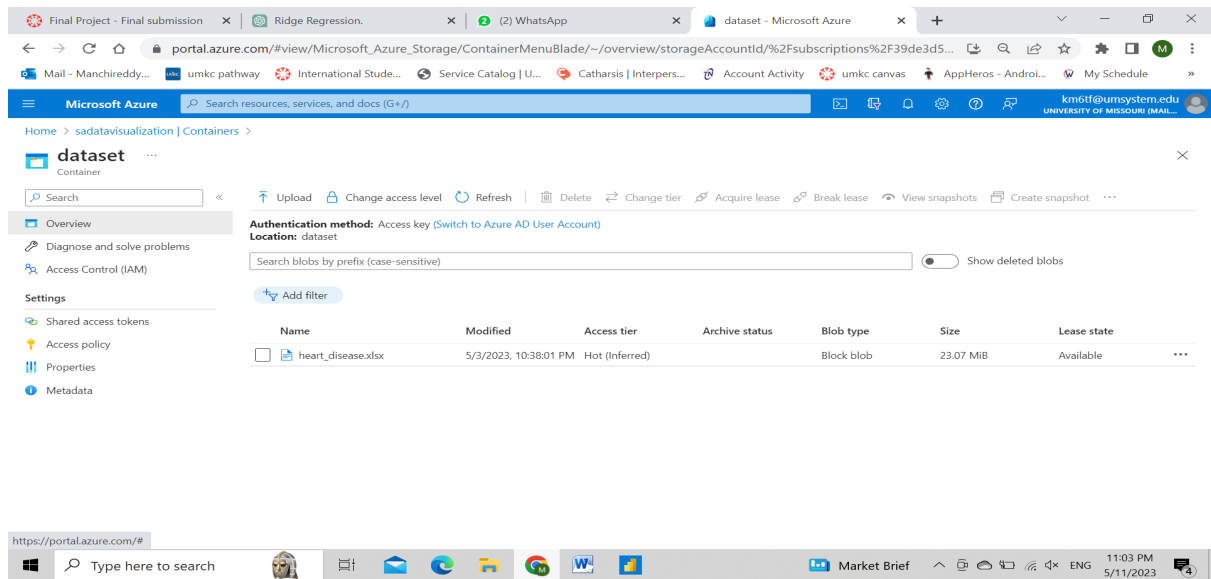 Final Project - Final submission
Ridge Regression.
(2) WhatsApp
dataset - Microsoft Azure
portal.azure.com/#view/Microsoft_Azure_Storage/ContainerMenuBlade/~/overview/storageAccountId/%2Fsubscriptions%2F39de3d5...
M
Mail - Manchireddy...
umkc pathway
International Stude...
Service Catalog | U...
Catharsis | Interpers...
Account Activity
umkc canvas
AppHeros - Androi...
My Schedule
»
Microsoft Azure
Search resources, services, and docs (G+/)
km6tf@umsystem.edu
UNIVERSITY OF MISSOURI (MAIL...
Home > sadatavisualization | Containers >
dataset ...
Container
Search
«
Upload
Change access level
Refresh
Delete
Change tier
Acquire lease
Break lease
View snapshots
Create snapshot
...
Overview
Diagnose and solve problems
Access Control (IAM)
Settings
Shared access tokens
Access policy
Properties
Metadata
Authentication method: Access key (Switch to Azure AD User Account)
Location: dataset
Search blobs by prefix (case-sensitive)
Show deleted blobs
Add filter
Name Modified Access tier Archive status Blob type Size Lease state
heart_disease.xlsx 5/3/2023, 10:38:01 PM Hot (Inferred) Block blob 23.07 MiB Available ...
https://portal.azure.com/#
Type here to search
Market Brief
ENG
11:03 PM
5/11/2023
4